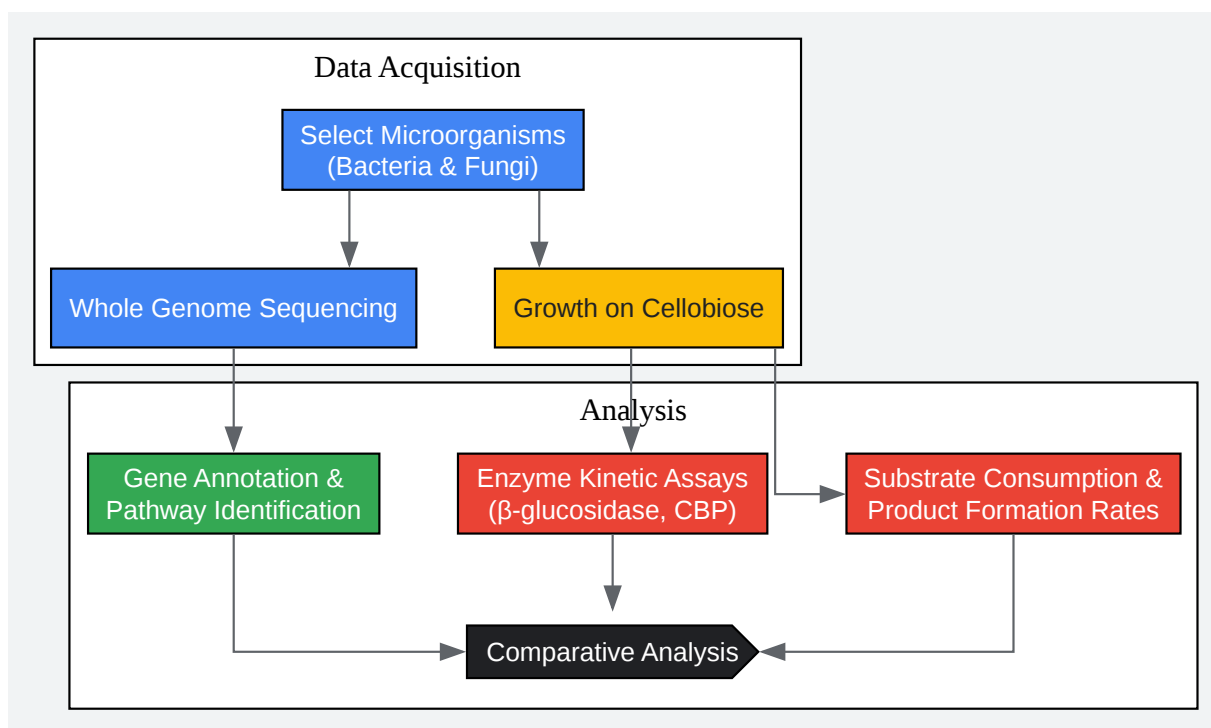 Data Acquisition
Select Microorganisms
(Bacteria & Fungi)
Whole Genome Sequencing
Growth on Cellobiose
Analysis
Gene Annotation &
Pathway Identification
Enzyme Kinetic Assays
(β-glucosidase, CBP)
Substrate Consumption &
Product Formation Rates
Comparative Analysis